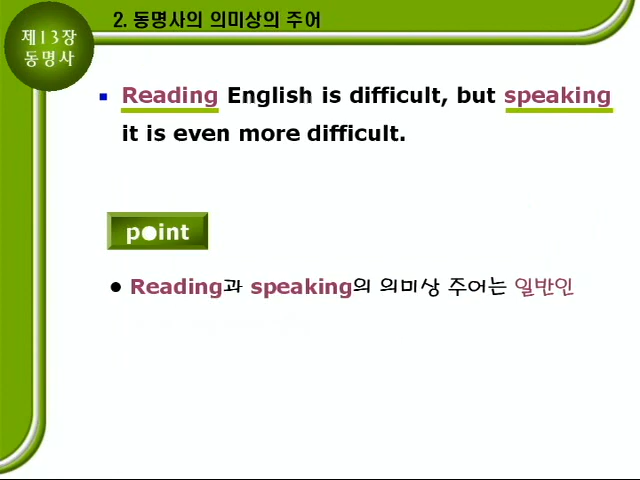 제13장
동명사
2. 동명사의 의미상의 주어
Reading English is difficult, but speaking
it is even more difficult.
point
Reading과 speaking의 의미상 주어는 일반인